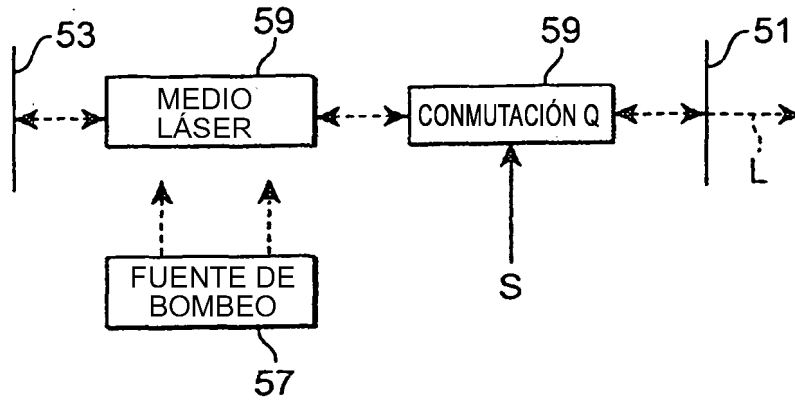 53
59
59
51
MEDIO
LÁSER
CONMUTACIÓN Q
L
FUENTE DE
BOMBEO
S
57